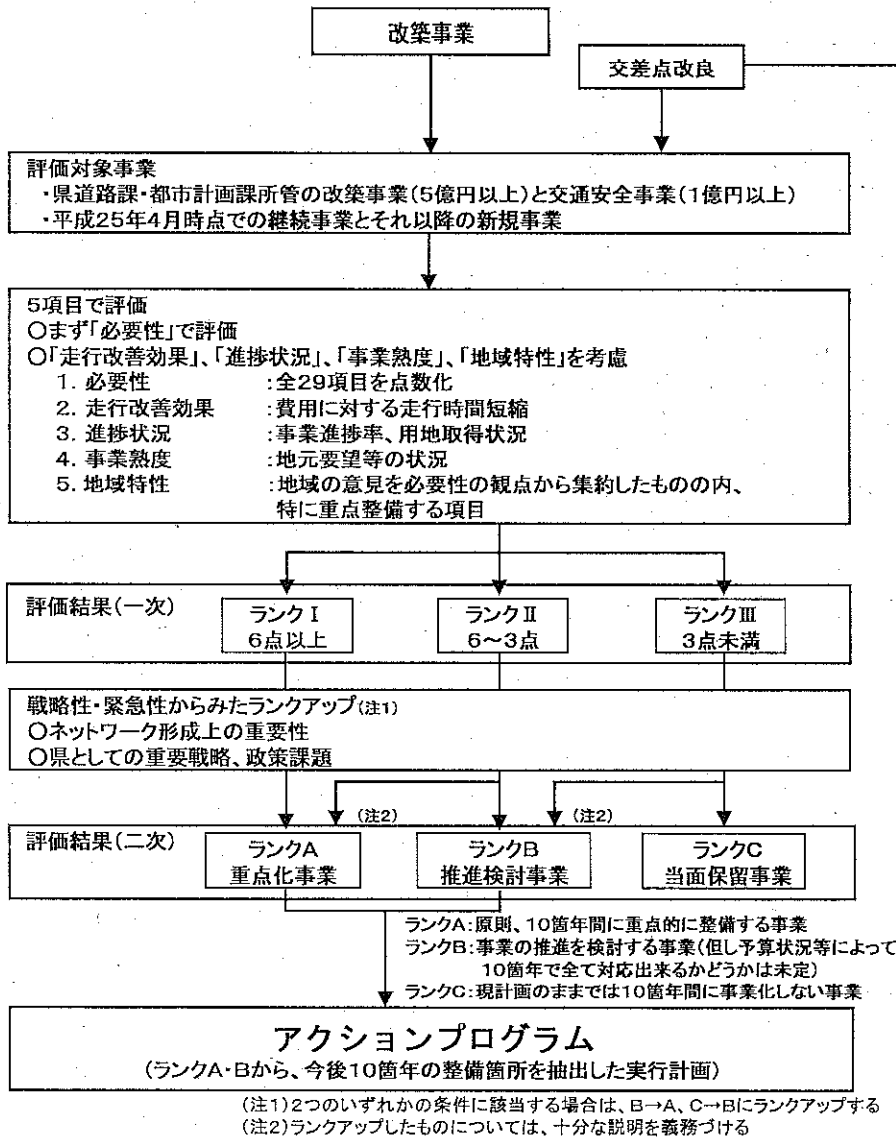 改築事業
交差点改良
評価対象事業
・県道路課・都市計画課所管の改築事業(5億円以上)と交通安全事業(1億円以上)
・平成25年4月時点での継続事業とそれ以降の新規事業
5項目で評価
○まず「必要性」で評価
○「走行改善効果」、「進捗状況」、「事業熟度」、「地域特性」を考慮
1. 必要性 :全29項目を点数化
2. 走行改善効果 :費用に対する走行時間短縮
3. 進捗状況 :事業進捗率、用地取得状況
4. 事業熟度 :地元要望等の状況
5. 地域特性 :地域の意見を必要性の観点から集約したものの内、
特に重点整備する項目
評価結果(一次)
ランクⅠ
6点以上
ランクⅡ
6~3点
ランクⅢ
3点未満
戦略性・緊急性からみたランクアップ(注1)
○ネットワーク形成上の重要性
○県としての重要戦略、政策課題
(注2)
(注2)
評価結果(二次)
ランクA
重点化事業
ランクB
推進検討事業
ランクC
当面保留事業
ランクA:原則、10箇年間に重点的に整備する事業
ランクB:事業の推進を検討する事業(但し予算状況等によって
10箇年で全て対応出来るかどうかは未定)
ランクC:現計画のままでは10箇年間に事業化しない事業
アクションプログラム
(ランクA・Bから、今後10箇年の整備箇所を抽出した実行計画)
(注1)2つのいずれかの条件に該当する場合は、B→A、C→Bにランクアップする
(注2)ランクアップしたものについては、十分な説明を義務づける